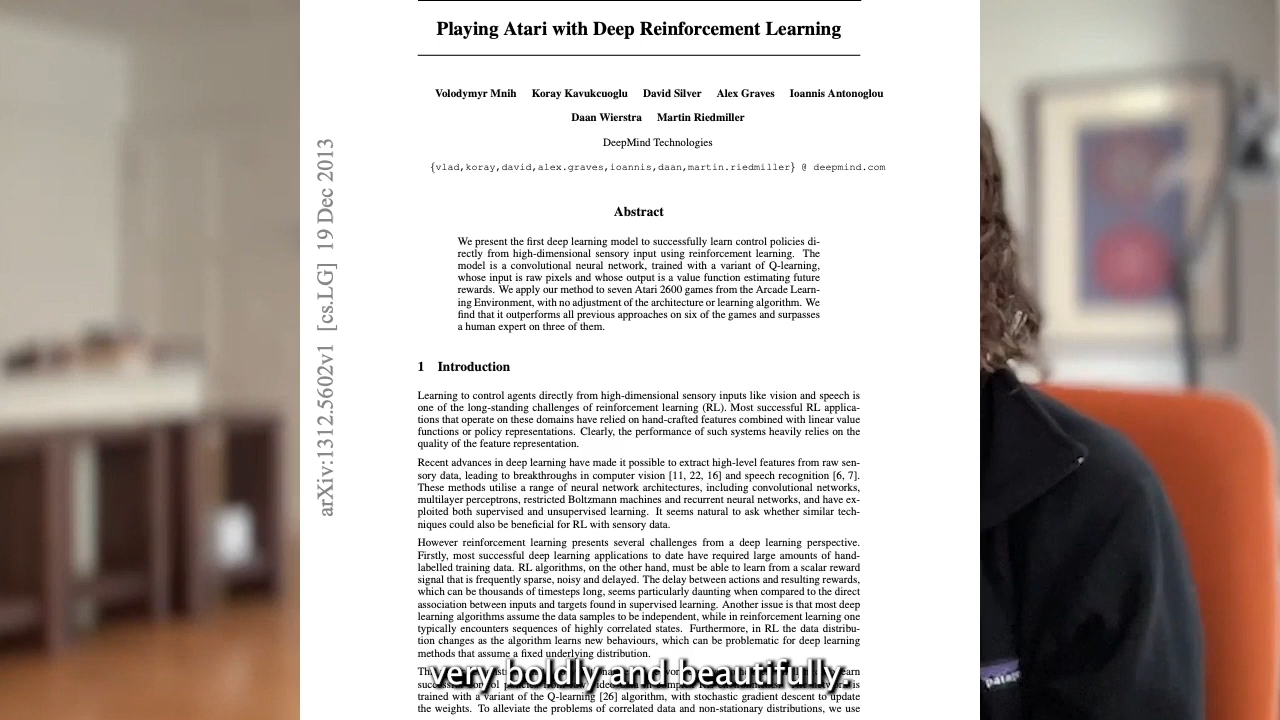 Playing Atari with Deep Reinforcement Learning
Volodymyr Mnih Koray Kavukcuoglu David Silver Alex Graves Ioannis Antonoglou
Daan Wierstra Martin Riedmiller
DeepMind Technologies
{vlad,koray,david,alex.graves,ioannis,daan,martin.riedmiller} @ deepmind.com
arXiv:1312.5602v1 [cs.LG] 19 Dec 2013
Abstract
We present the first deep learning model to successfully learn control policies di-
rectly from high-dimensional sensory input using reinforcement learning. The
model is a convolutional neural network, trained with a variant of Q-learning,
whose input is raw pixels and whose output is a value function estimating future
rewards. We apply our method to seven Atari 2600 games from the Arcade Learn-
ing Environment, with no adjustment of the architecture or learning algorithm. We
find that it outperforms all previous approaches on six of the games and surpasses
a human expert on three of them.
1 Introduction
Learning to control agents directly from high-dimensional sensory inputs like vision and speech is
one of the long-standing challenges of reinforcement learning (RL). Most successful RL applica-
tions that operate on these domains have relied on hand-crafted features combined with linear value
functions or policy representations. Clearly, the performance of such systems heavily relies on the
quality of the feature representation.
Recent advances in deep learning have made it possible to extract high-level features from raw sen-
sory data, leading to breakthroughs in computer vision [11, 22, 16] and speech recognition [6, 7].
These methods utilise a range of neural network architectures, including convolutional networks,
multilayer perceptrons, restricted Boltzmann machines and recurrent neural networks, and have ex-
ploited both supervised and unsupervised learning. It seems natural to ask whether similar tech-
niques could also be beneficial for RL with sensory data.
However reinforcement learning presents several challenges from a deep learning perspective.
Firstly, most successful deep learning applications to date have required large amounts of hand-
labelled training data. RL algorithms, on the other hand, must be able to learn from a scalar reward
signal that is frequently sparse, noisy and delayed. The delay between actions and resulting rewards,
which can be thousands of timesteps long, seems particularly daunting when compared to the direct
association between inputs and targets found in supervised learning. Another issue is that most deep
learning algorithms assume the data samples to be independent, while in reinforcement learning one
typically encounters sequences of highly correlated states. Furthermore, in RL the data distribu-
tion changes as the algorithm learns new behaviours, which can be problematic for deep learning
methods that assume a fixed underlying distribution.
very boldly and beautifully
trained with a variant of the Q-learning [26] algorithm, with stochastic gradient descent to update
the weights. To alleviate the problems of correlated data and non-stationary distributions, we use